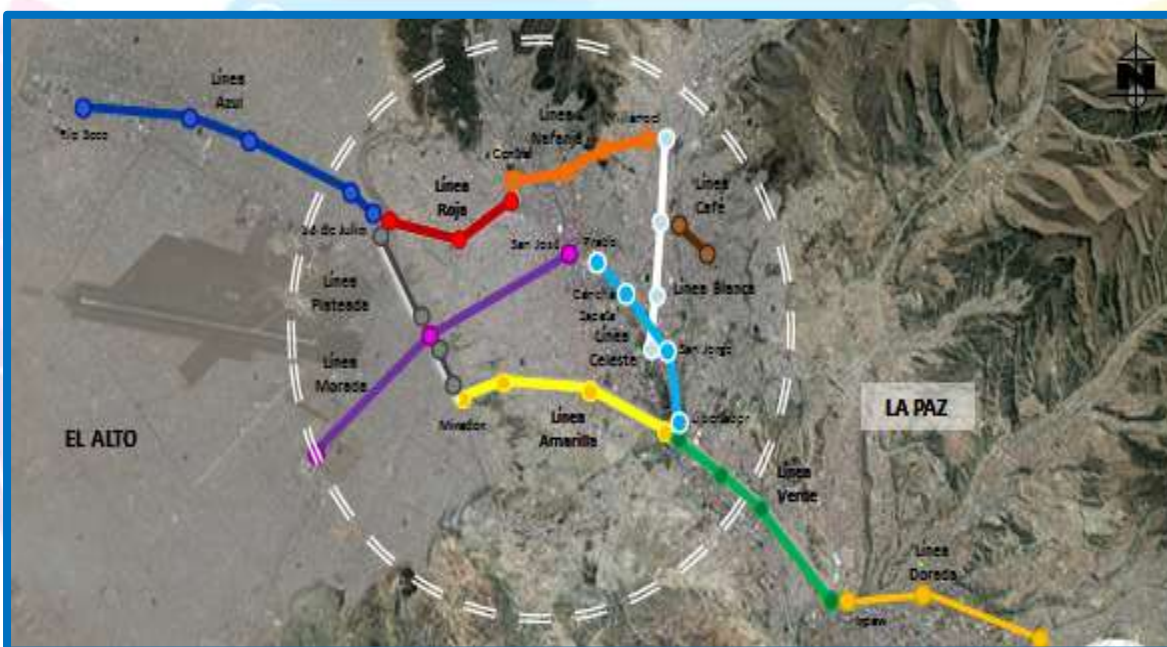 Línea
Azul
Río Seco
Línea
Naranja
Central
Línea
Roja
Línea
Café
16 de Julio
San José
Prado
Línea
Plateada
Línea Blanca
Línea
Celeste
San Jorge
Línea
Morada
Mirador
Línea
Amarilla
Libertador
LA PAZ
EL ALTO
Línea
Verde
Línea
Dorada
Irpawi
N